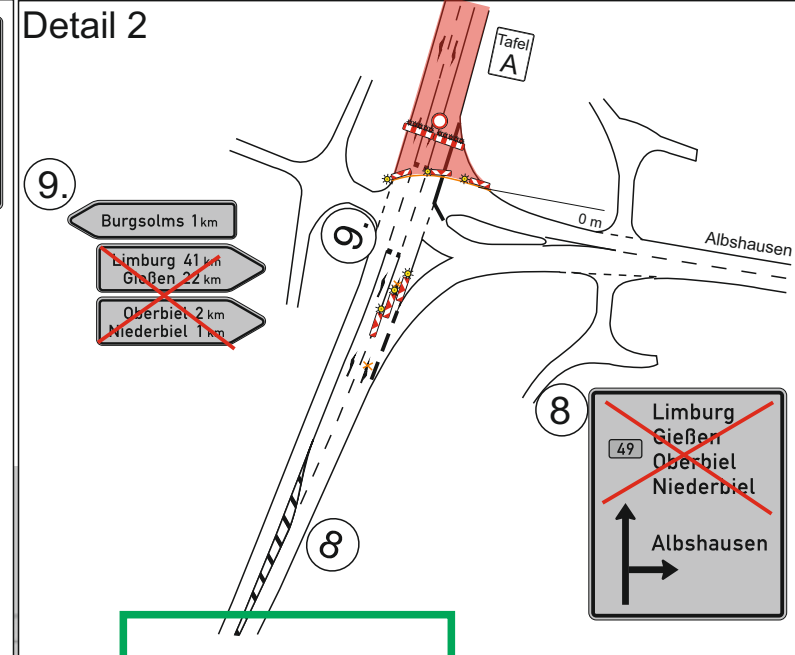 Detail 2
Tafel
A
9.
Burgsolms 1 km
Limburg 41 km
Gießen 22 km
Oberbiel 2 km
Niederbiel 1 km
9.
0 m
Albshausen
8
Limburg
Gießen
49
Oberbiel
Niederbiel
Albshausen
8